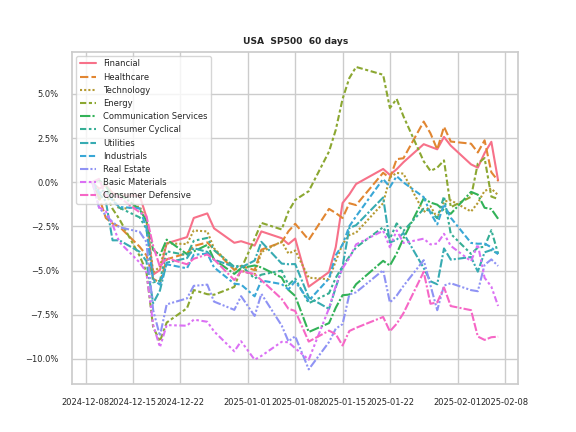 USA  SP500  60 days
Financial
Healthcare
Technology
Energy
Communication Services
Consumer Cyclical
Utilities
Industrials
Real Estate
Basic Materials
Consumer Defensive
5.0%
2.5%
0.0%
−2.5%
−5.0%
−7.5%
−10.0%
2024-12-08 2024-12-15 2024-12-22 2025-01-01 2025-01-08 2025-01-15 2025-01-22 2025-02-01 2025-02-08